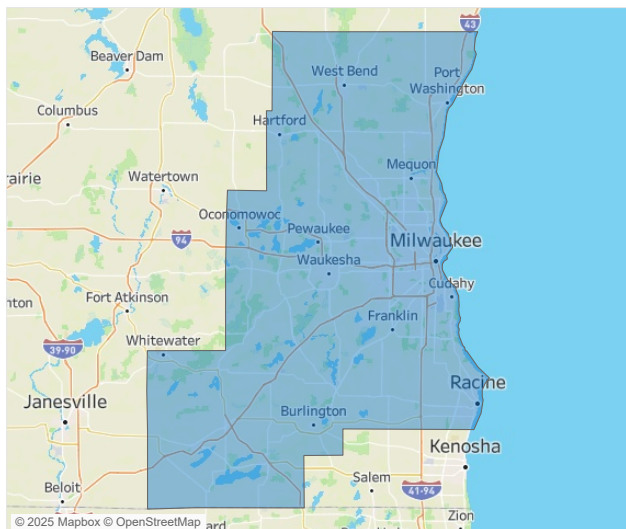 43
Beaver Dam
West Bend
Port
Washington
Columbus
Hartford
Mequon
rairie
Watertown
Oconomowoc
94
Pewaukee
Milwaukee
Waukesha
Cudahy
nton
Fort Atkinson
Franklin
Whitewater
39-90
Racine
Janesville
Burlington
Kenosha
Salem
Beloit
41-94
Zion
© 2025 Mapbox © OpenStreetMap
ard